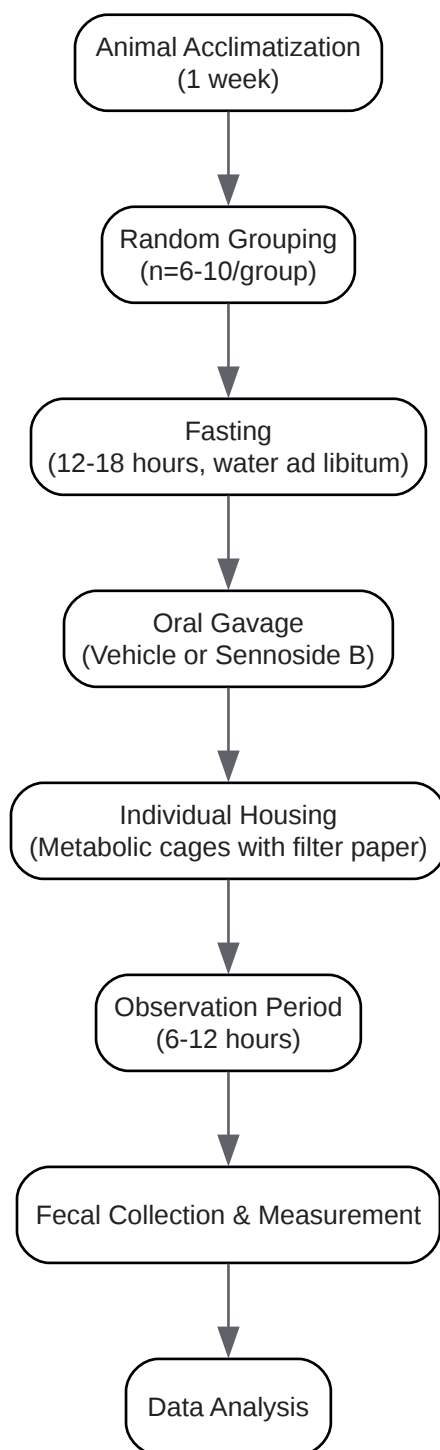 Animal Acclimatization
(1 week)
Random Grouping
(n=6-10/group)
Fasting
(12-18 hours, water ad libitum)
Oral Gavage
(Vehicle or Sennoside B)
Individual Housing
(Metabolic cages with filter paper)
Observation Period
(6-12 hours)
Fecal Collection & Measurement
Data Analysis